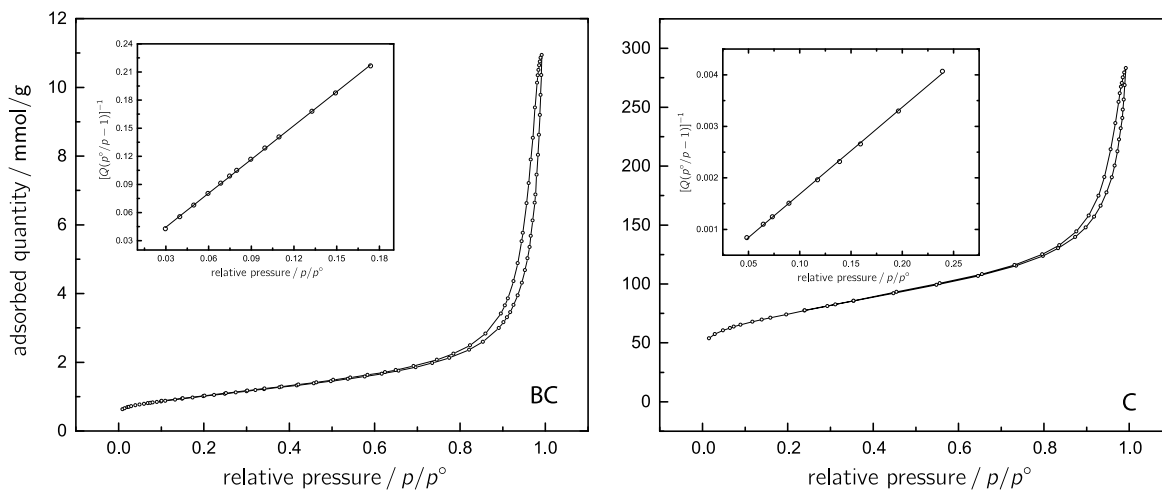 12
10
8
6
4
2
0
adsorbed quantity / mmol/g
0.0 0.2 0.4 0.6 0.8 1.0
relative pressure / p/p°
BC
0.24
0.21
0.18
0.15
0.12
0.09
0.06
0.03
[Q(p°/p − 1)]⁻¹
0.03 0.06 0.09 0.12 0.15 0.18
relative pressure / p/p°
300
250
200
150
100
50
0
0.0 0.2 0.4 0.6 0.8 1.0
relative pressure / p/p°
C
0.004
0.003
0.002
0.001
[Q(p°/p − 1)]⁻¹
0.05 0.10 0.15 0.20 0.25
relative pressure / p/p°